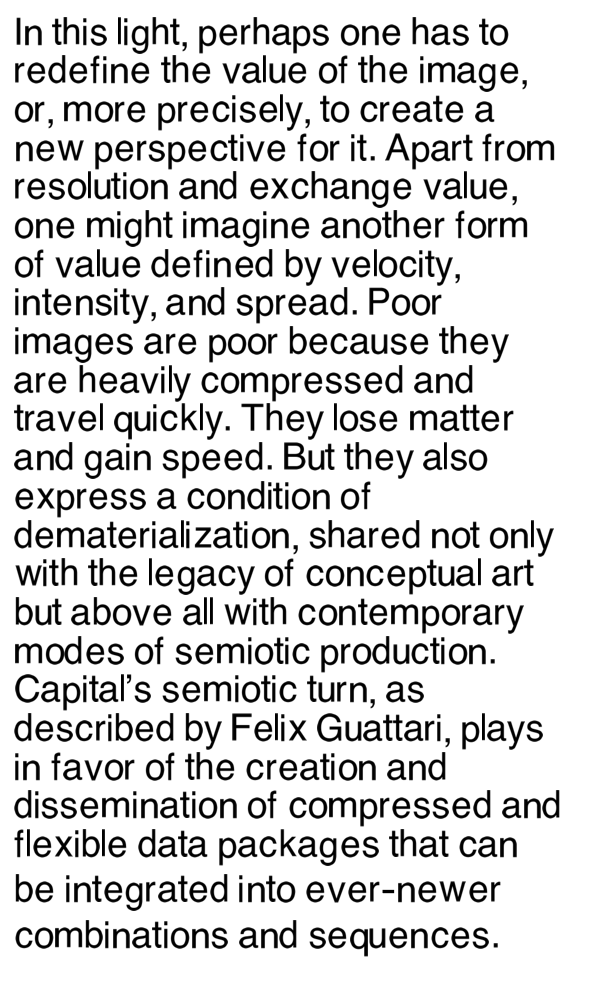 In this light, perhaps one has to
redefine the value of the image,
or, more precisely, to create a
new perspective for it. Apart from
resolution and exchange value,
one might imagine another form
of value defined by velocity,
intensity, and spread. Poor
images are poor because they
are heavily compressed and
travel quickly. They lose matter
and gain speed. But they also
express a condition of
dematerialization, shared not only
with the legacy of conceptual art
but above all with contemporary
modes of semiotic production.
Capital’s semiotic turn, as
described by Felix Guattari, plays
in favor of the creation and
dissemination of compressed and
flexible data packages that can
be integrated into ever-newer
combinations and sequences.